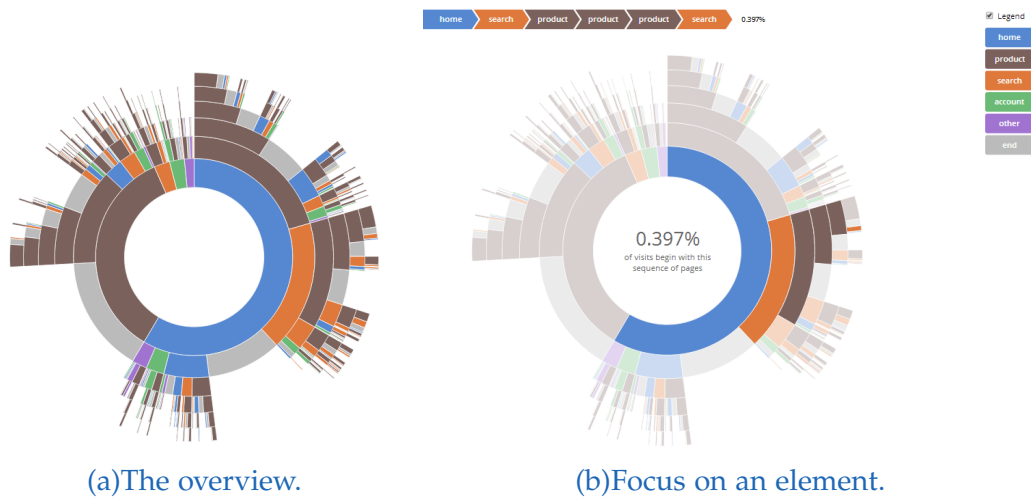 home search product product product search 0.397%
Legend
home
product
search
account
other
end
0.397%
of visits begin with this
sequence of pages
(a)The overview.
(b)Focus on an element.